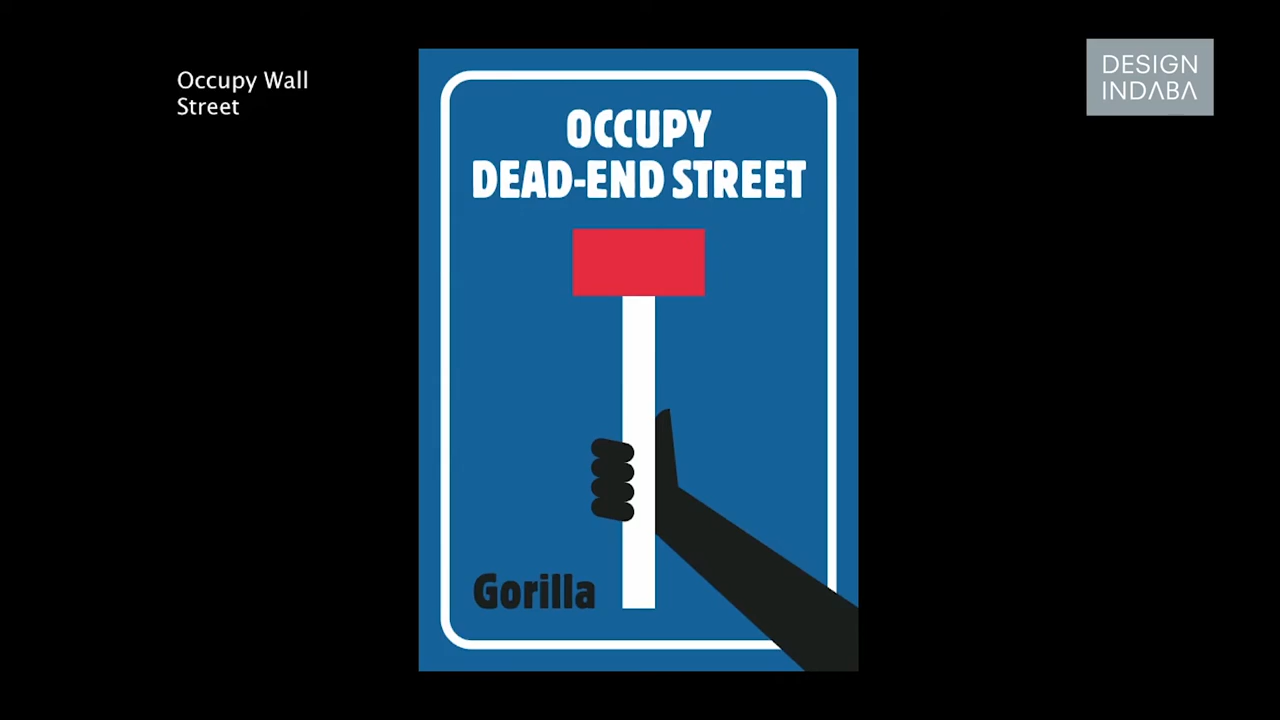 Occupy Wall
Street
DESIGN
INDABA
OCCUPY
DEAD-END STREET
Gorilla